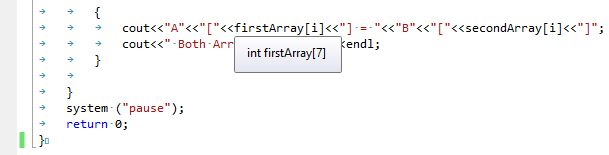 {
cout<<"A"<<"["<<firstArray[i]<<"] = "<<"B"<<"["<<secondArray[i]<<"]";
cout<<" Both Arr
<endl;
int firstArray[7]
}
}
system ("pause");
return 0;
}